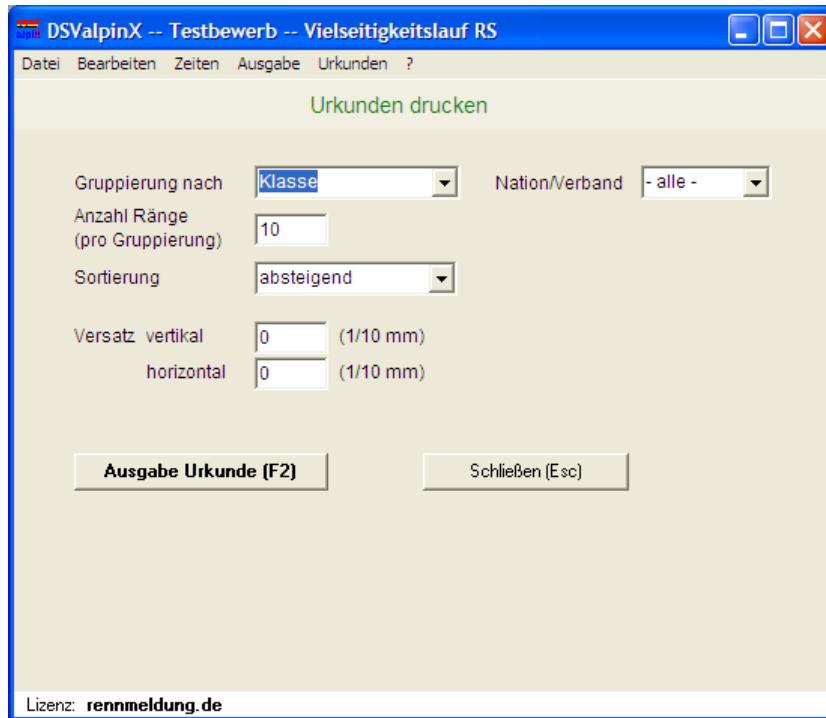 DSValpinX -- Testbewerb -- Vielseitigkeitslauf RS
Datei Bearbeiten Zeiten Ausgabe Urkunden ?
Urkunden drucken
Gruppierung nach Klasse Nation/Verband - alle -
Anzahl Ränge
(pro Gruppierung) 10
Sortierung absteigend
Versatz vertikal 0 (1/10 mm)
horizontal 0 (1/10 mm)
Ausgabe Urkunde (F2) Schließen (Esc)
Lizenz: rennmeldung.de